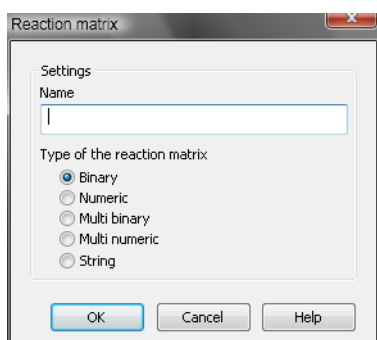 Reaction matrix
Settings
Name
Type of the reaction matrix
Binary
Numeric
Multi binary
Multi numeric
String
OK Cancel Help